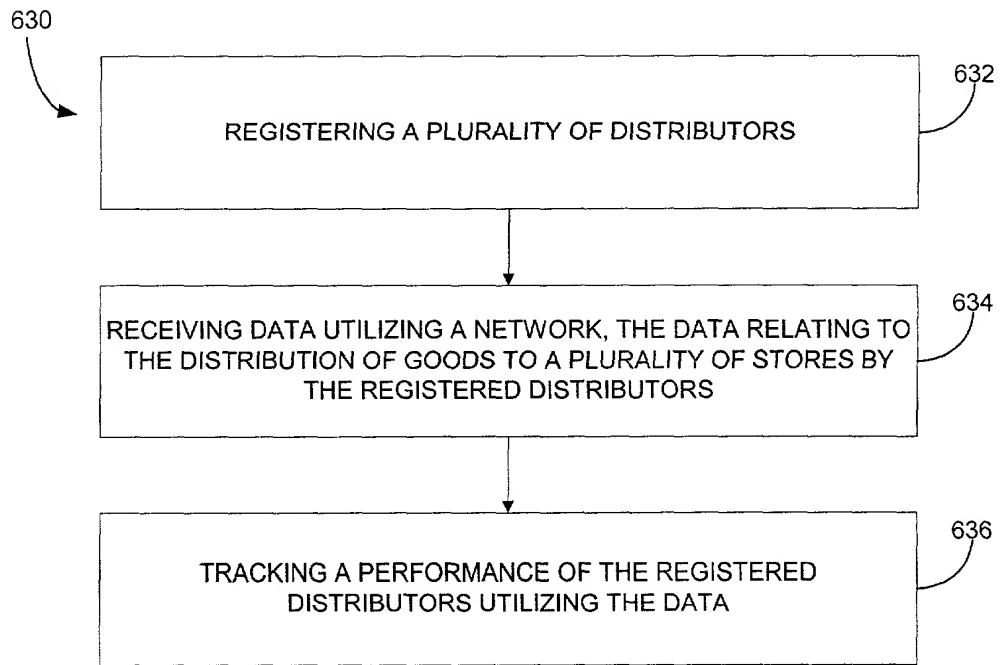 630
632
REGISTERING A PLURALITY OF DISTRIBUTORS
634
RECEIVING DATA UTILIZING A NETWORK, THE DATA RELATING TO
THE DISTRIBUTION OF GOODS TO A PLURALITY OF STORES BY
THE REGISTERED DISTRIBUTORS
636
TRACKING A PERFORMANCE OF THE REGISTERED
DISTRIBUTORS UTILIZING THE DATA